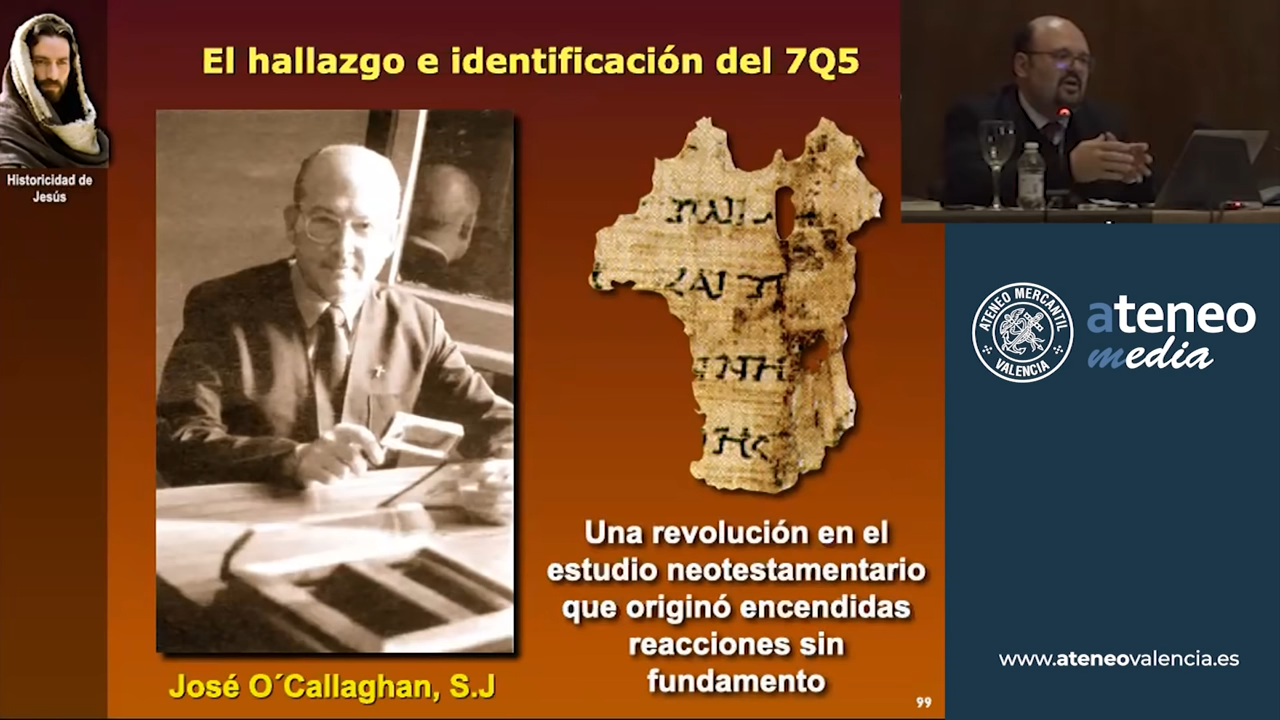 El hallazgo e identificación del 7Q5
Historicidad de
Jesús
Una revolución en el
estudio neotestamentario
que originó encendidas
reacciones sin
fundamento
José O´Callaghan, S.J
99
ATENEO MERCANTIL
VALENCIA
ateneo
media
www.ateneovalencia.es